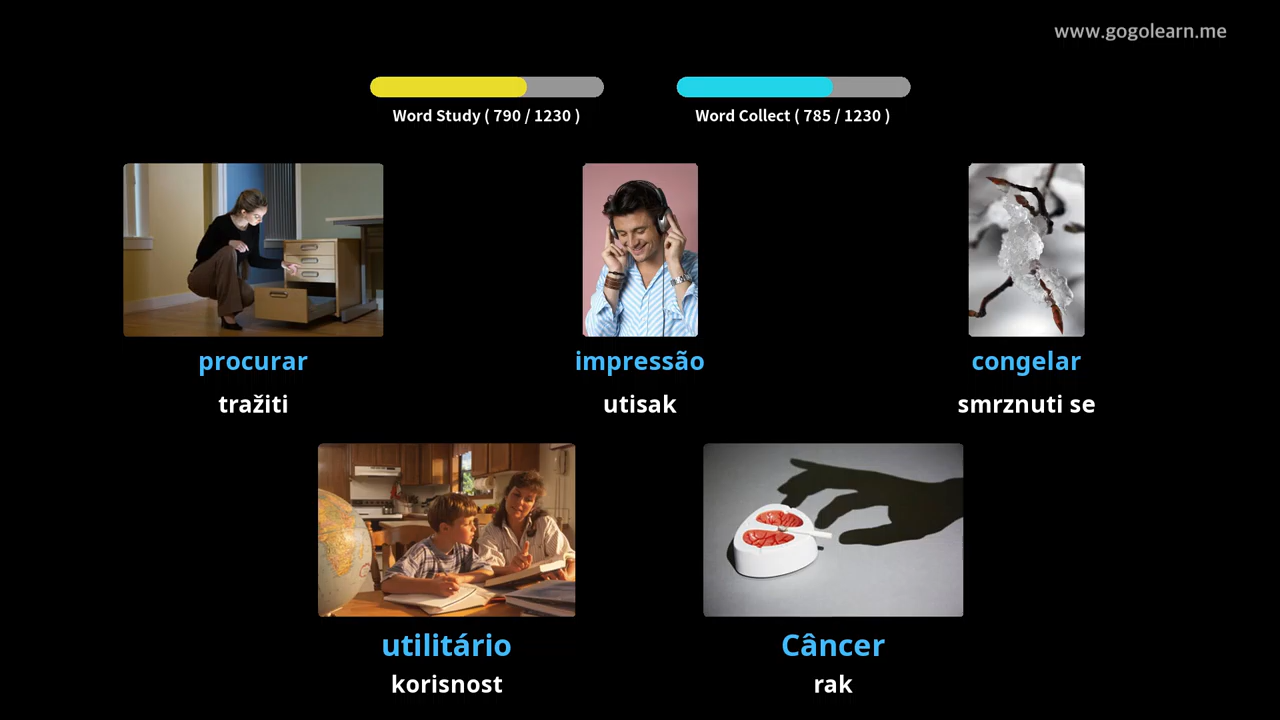 www.gogolearn.me
Word Study ( 790 / 1230 )
Word Collect ( 785 / 1230 )
procurar
impressão
congelar
tražiti
utisak
smrznuti se
utilitário
Câncer
korisnost
rak